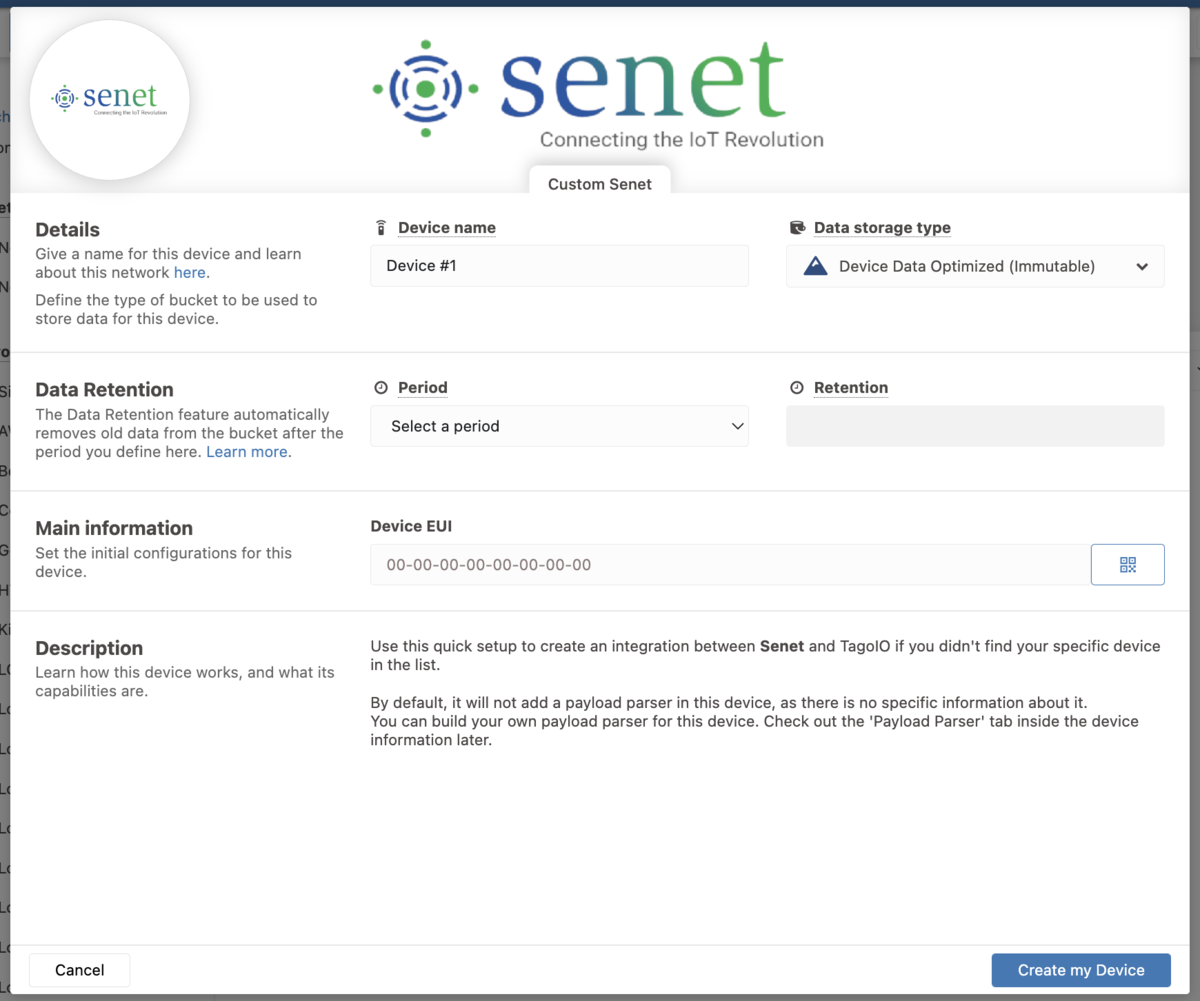 senet
Connecting the IoT Revolution
senet
Connecting the IoT Revolution
Custom Senet
Details
Give a name for this device and learn
about this network here.
Define the type of bucket to be used to
store data for this device.
Device name
Device #1
Data storage type
Device Data Optimized (Immutable)
Data Retention
The Data Retention feature automatically
removes old data from the bucket after the
period you define here. Learn more.
Period
Select a period
Retention
Main information
Set the initial configurations for this
device.
Device EUI
00-00-00-00-00-00-00-00
Description
Learn how this device works, and what its
capabilities are.
Use this quick setup to create an integration between Senet and TagoIO if you didn't find your specific device
in the list.
By default, it will not add a payload parser in this device, as there is no specific information about it.
You can build your own payload parser for this device. Check out the 'Payload Parser' tab inside the device
information later.
Cancel
Create my Device